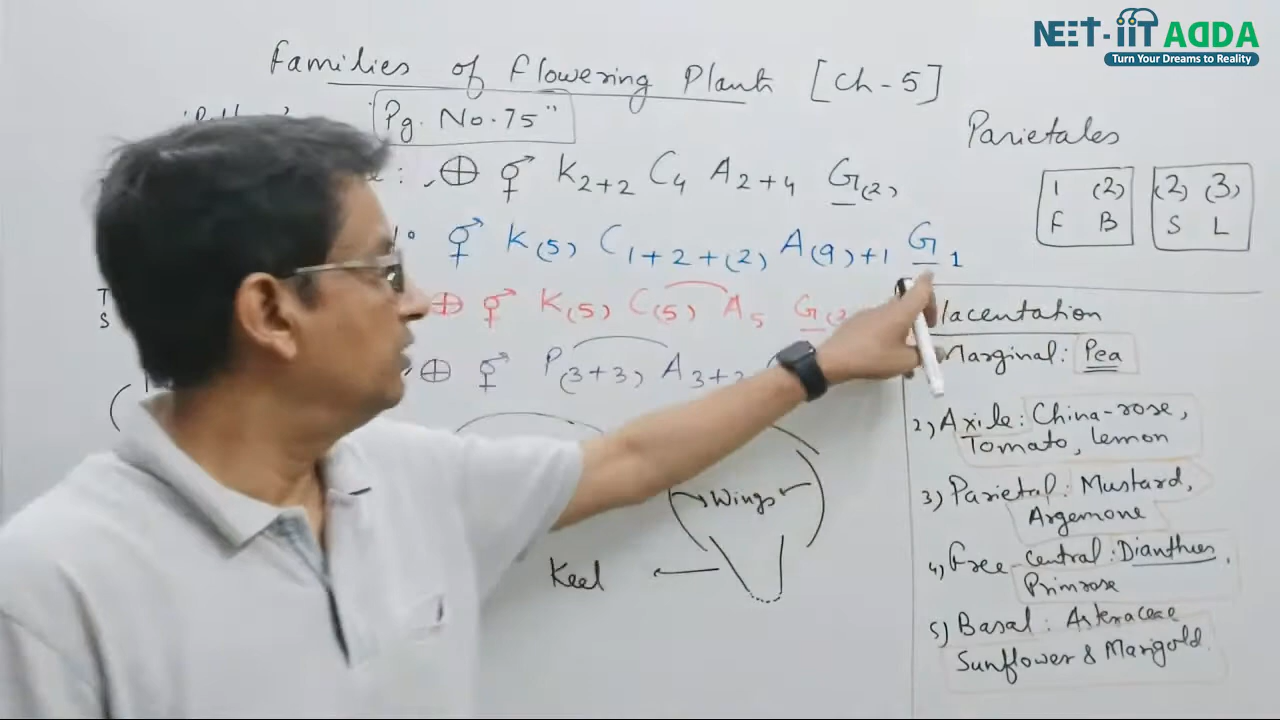 NEET-iiT ADDA
Turn Your Dreams to Reality
Families of Flowering Plants [Ch-5]
"Pg. No.75"
: ⊕ ⚥ K2+2 C4 A2+4 G(2)
⚥ K(5) C1+2+(2) A(9)+1 G1
T S ⊕ ⚥ K(5) C(5) A5 G(2
⊕ ⚥ P(3+3) A3+3
Wings
Keel
Parietales
1 (2) (2) (3)
F B S L
lacentation
Marginal: Pea
2) Axile: China-rose,
Tomato, Lemon
3) Parietal: Mustard,
Argemone
4) Free-central: Dianthus,
Primrose
5) Basal: Asteraceae
Sunflower & Marigold.